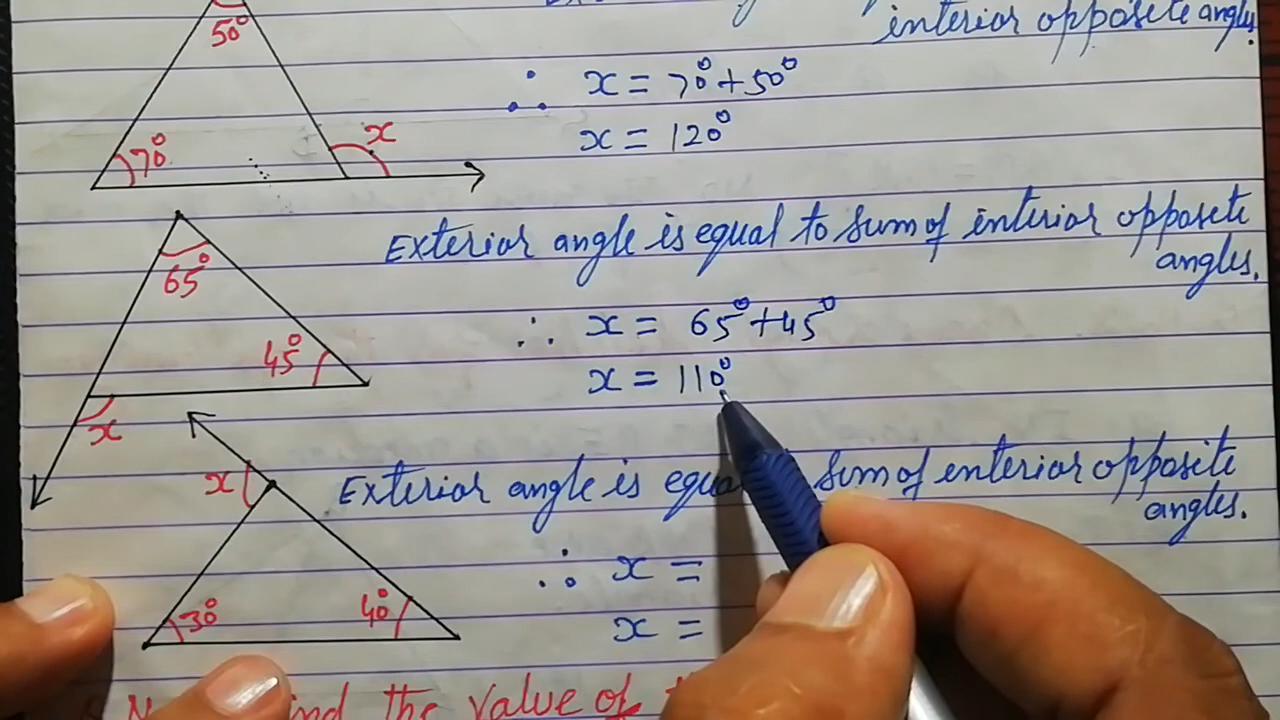 50°
interior opposite angles.
∴ x = 70° + 50°
x = 120°
70°
x
Exterior angle is equal to sum of interior opposite
angles.
65°
45°
x
∴ x = 65° + 45°
x = 110°
x
Exterior angle is sum of interior opposite
angles.
30°
40°
∴ x =
x =
the value of